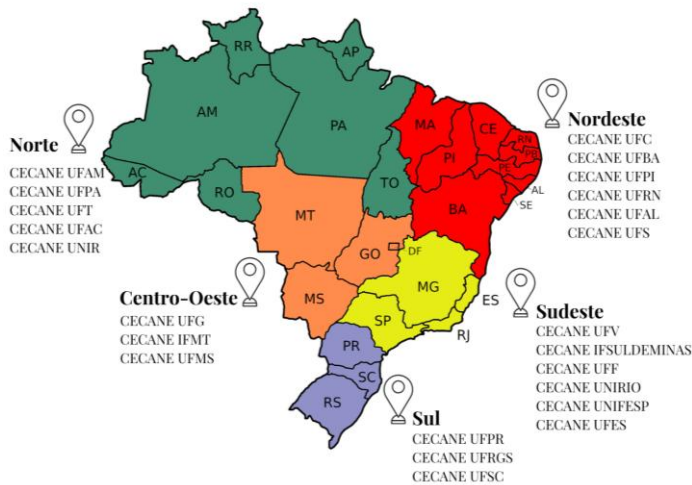 RR
AP
AM
PA
MA
CE
RN
PB
PI
PE
AL
SE
AC
RO
TO
BA
MT
GO
DF
MG
ES
MS
SP
RJ
PR
SC
RS
Norte
CECANE UFAM
CECANE UFPA
CECANE UFT
CECANE UFAC
CECANE UNIR
Nordeste
CECANE UFC
CECANE UFBA
CECANE UFPI
CECANE UFRN
CECANE UFAL
CECANE UFS
Centro-Oeste
CECANE UFG
CECANE IFMT
CECANE UFMS
Sudeste
CECANE UFV
CECANE IFSULDEMINAS
CECANE UFF
CECANE UNIRIO
CECANE UNIFESP
CECANE UFES
Sul
CECANE UFPR
CECANE UFRGS
CECANE UFSC